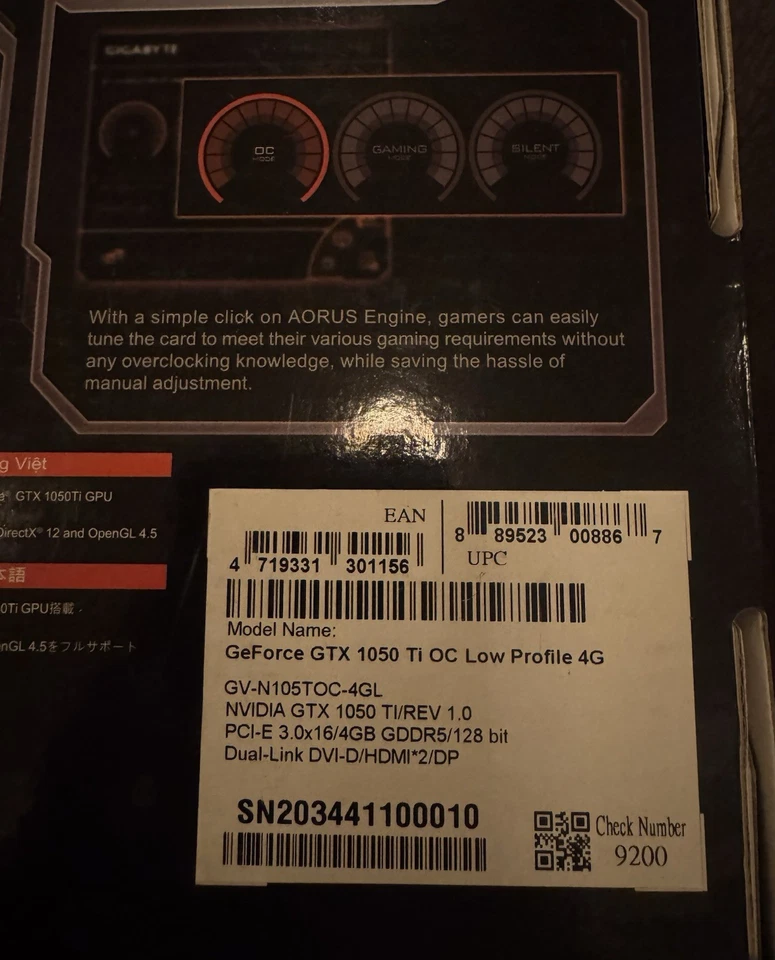 GIGABYTE
OC
MODE
GAMING
MODE
SILENT
MODE
With a simple click on AORUS Engine, gamers can easily
tune the card to meet their various gaming requirements without
any overclocking knowledge, while saving the hassle of
manual adjustment.
g Việt
GTX 1050Ti GPU
DirectX® 12 and OpenGL 4.5
本語
0Ti GPU搭載
nGL 4.5をフルサポート
EAN
4 719331 301156
8 89523 00886 7
UPC
Model Name:
GeForce GTX 1050 Ti OC Low Profile 4G
GV-N105TOC-4GL
NVIDIA GTX 1050 TI/REV 1.0
PCI-E 3.0x16/4GB GDDR5/128 bit
Dual-Link DVI-D/HDMI*2/DP
SN203441100010
Check Number
9200